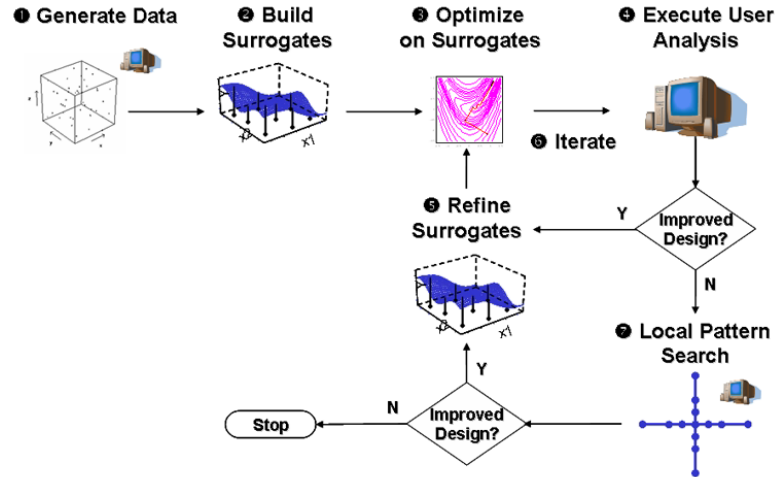 ❶ Generate Data
❷ Build
Surrogates
❸ Optimize
on Surrogates
❹ Execute User
Analysis
❻ Iterate
x2
x1
❺ Refine
Surrogates
Y
Improved
Design?
N
x2
x1
❼ Local Pattern
Search
Y
N
Improved
Design?
Stop